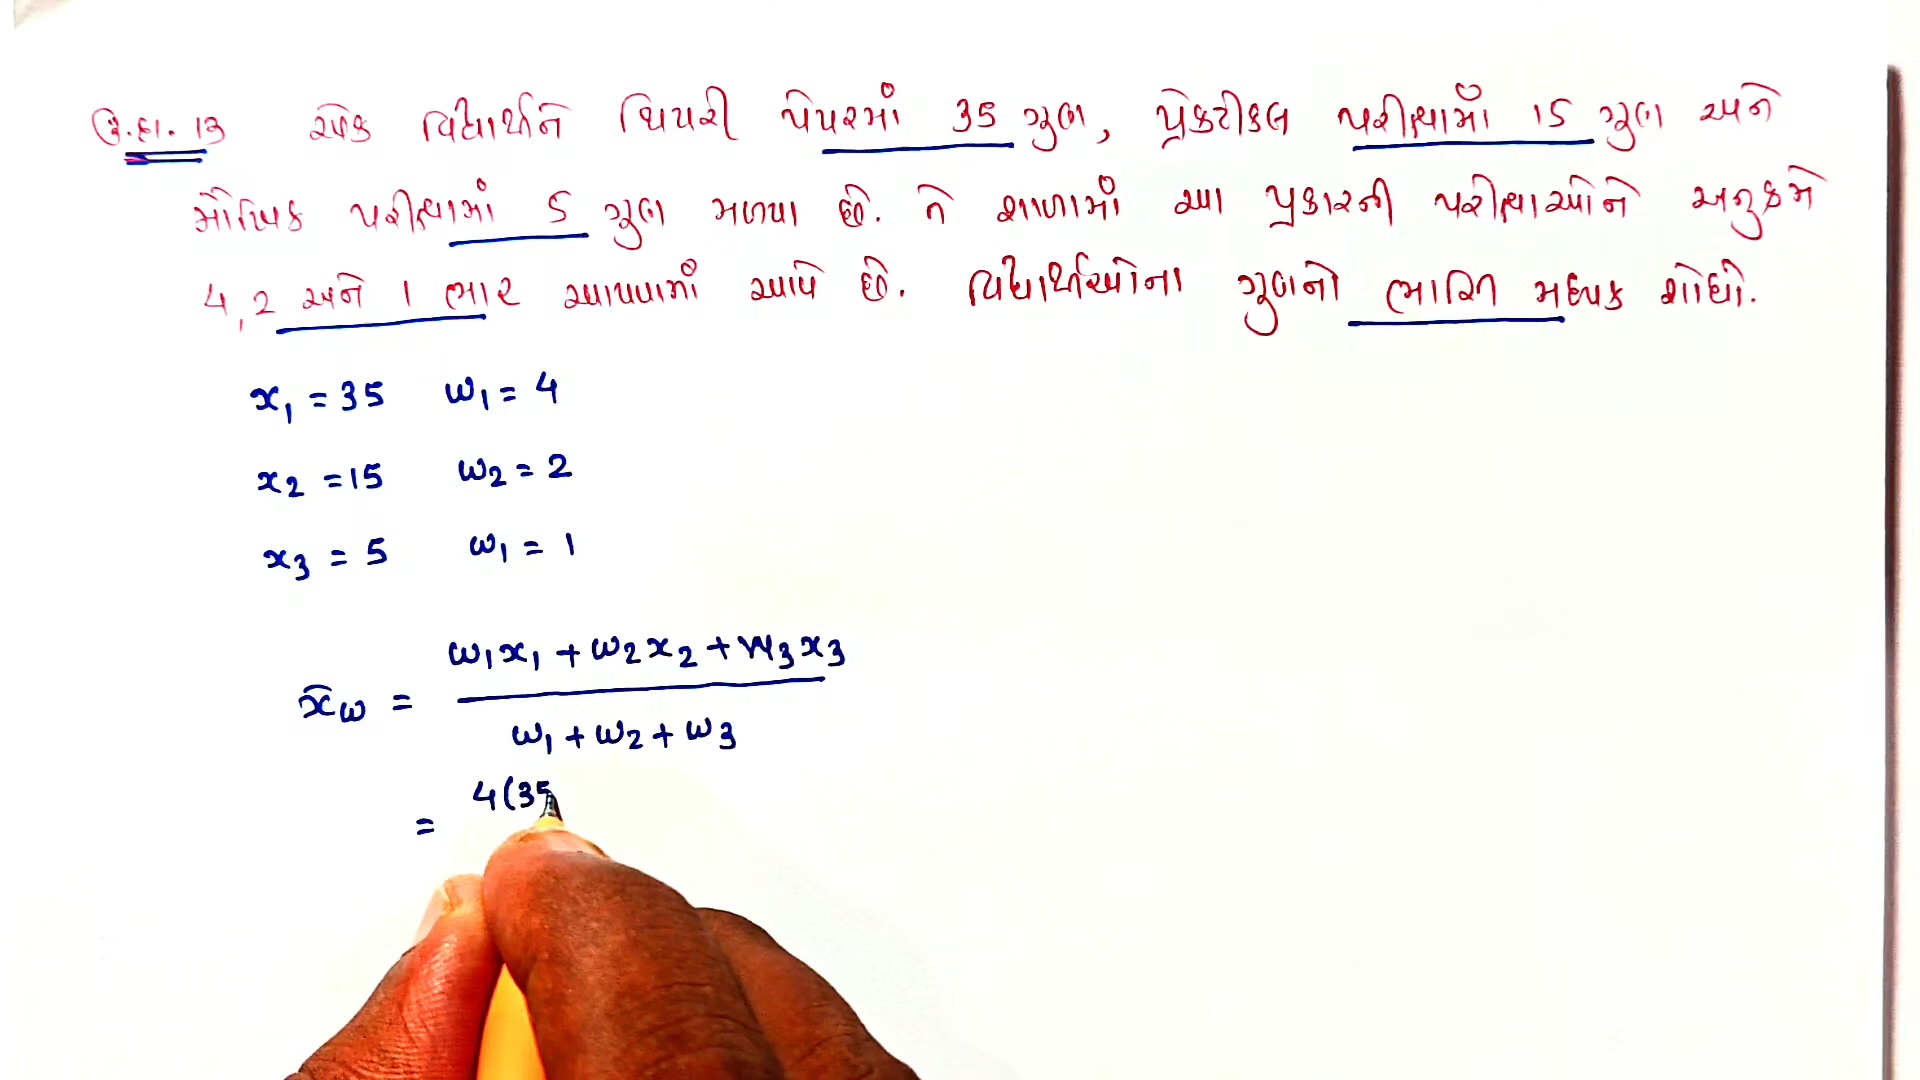 ઉ.દા. 13 એક વિદ્યાર્થીને થિયરી પેપરમાં 35 ગુણ, પ્રેક્ટીકલ પરીક્ષામાં 15 ગુણ અને
મૌખિક પરીક્ષામાં 5 ગુણ મળ્યા છે. તે શાળામાં આ પ્રકારની પરીક્ષાઓને અનુક્રમે
4, 2 અને 1 ભાર આપવામાં આવે છે. વિદ્યાર્થીઓના ગુણનો ભારિત મધ્યક શોધો.
x₁ = 35 w₁ = 4
x₂ = 15 w₂ = 2
x₃ = 5 w₁ = 1
x̄w = w₁x₁ + w₂x₂ + w₃x₃
w₁ + w₂ + w₃
= 4(35